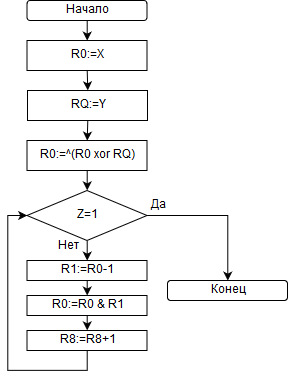 Начало
R0:=X
RQ:=Y
R0:=^(R0 xor RQ)
Z=1
Да
Нет
R1:=R0-1
Конец
R0:=R0 & R1
R8:=R8+1